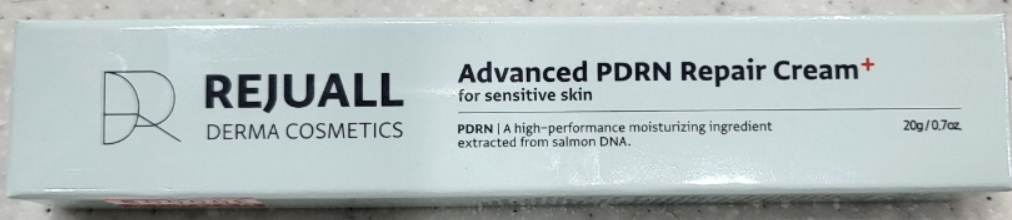 REJUALL
DERMA COSMETICS
Advanced PDRN Repair Cream+
for sensitive skin
PDRN | A high-performance moisturizing ingredient
extracted from salmon DNA.
20g/0.7oz.